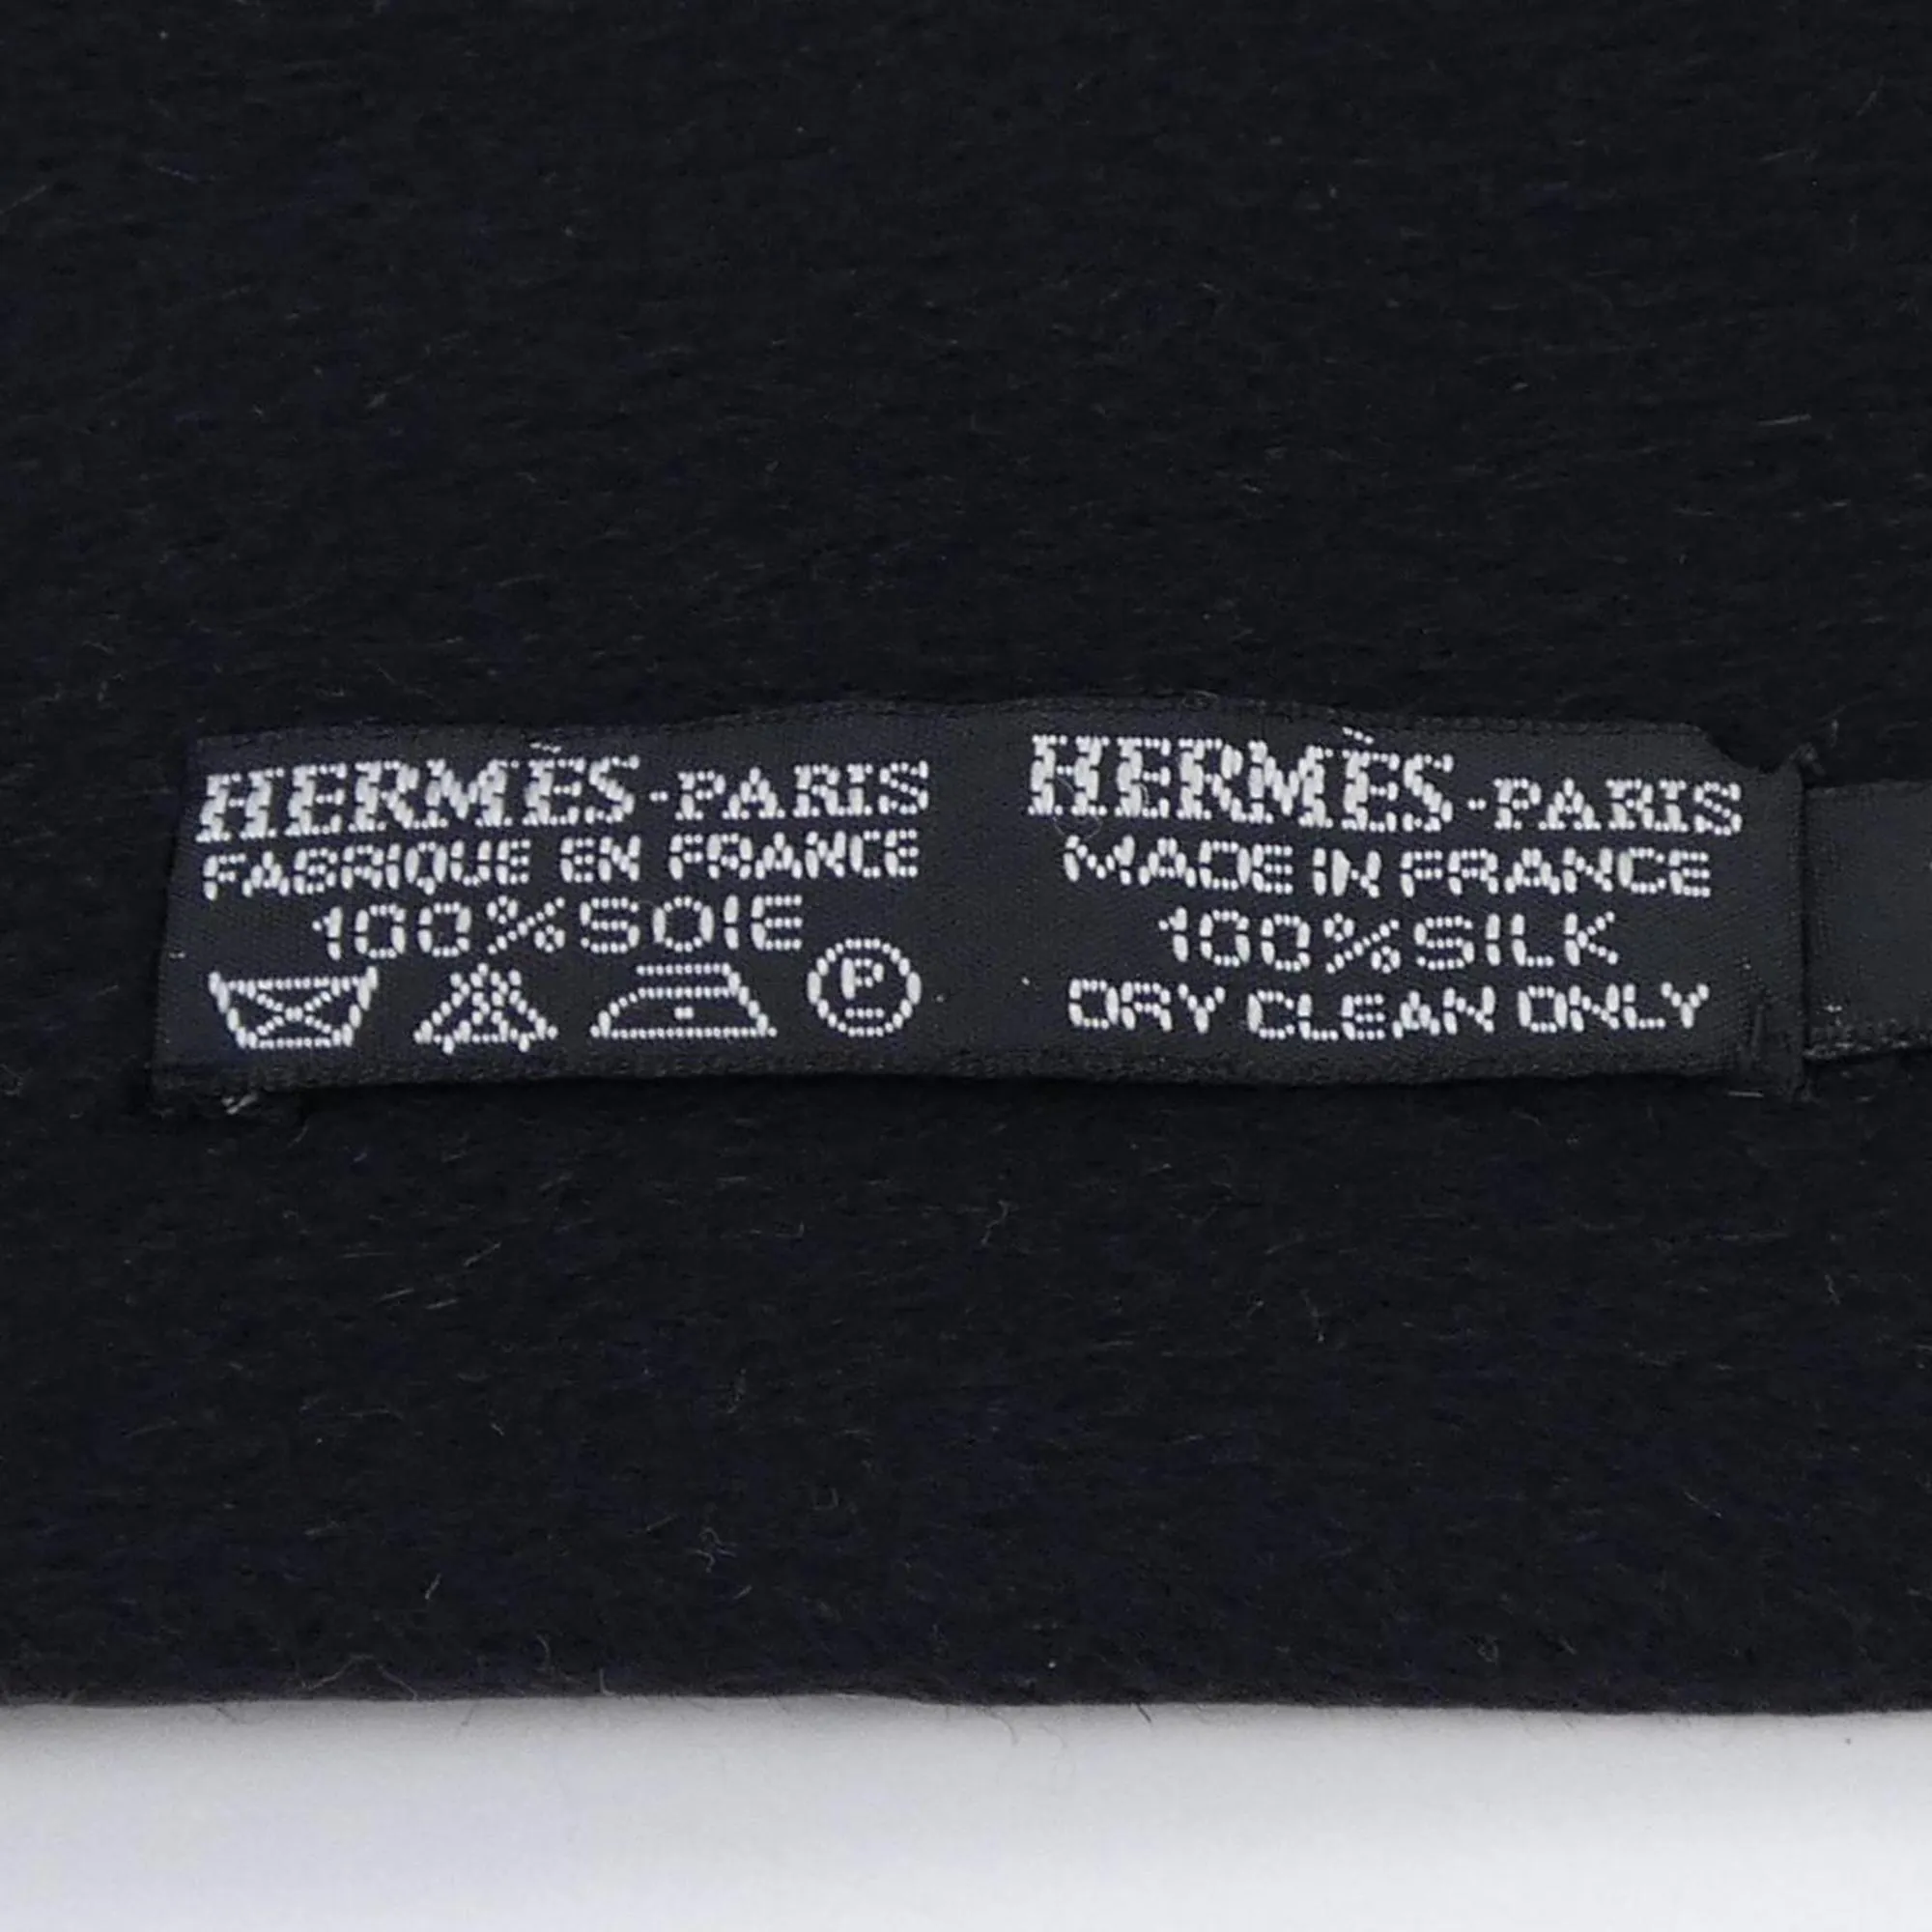 HERMÈS-PARIS
FABRIQUE EN FRANCE
100%SOIE
P
HERMÈS-PARIS
MADE IN FRANCE
100%SILK
DRY CLEAN ONLY